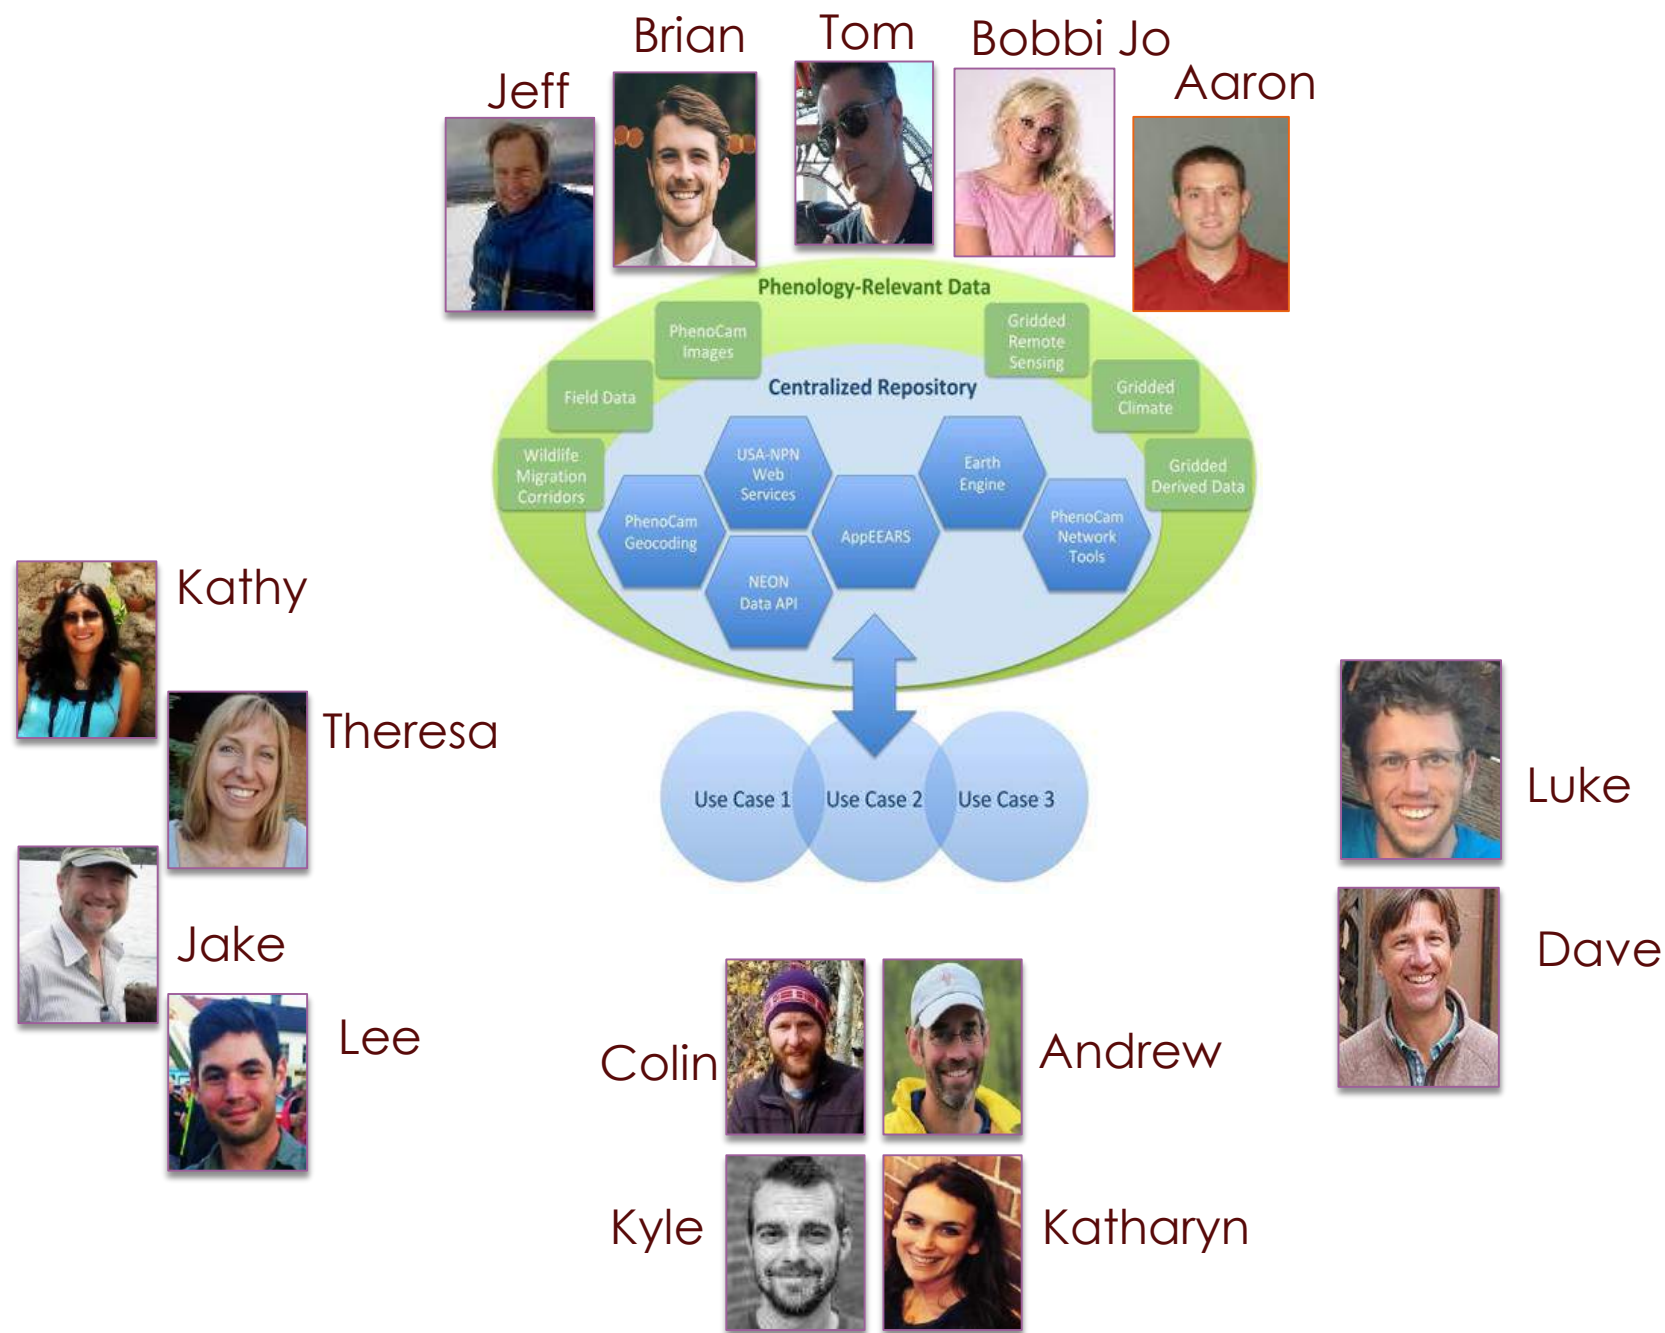 Brian
Tom
Bobbi Jo
Jeff
Aaron
Phenology-Relevant Data
PhenoCam
Images
Gridded
Remote
Sensing
Centralized Repository
Field Data
Gridded
Climate
Wildlife
Migration
Corridors
USA-NPN
Web
Services
Earth
Engine
Gridded
Derived Data
PhenoCam
Geocoding
AppEEARS
PhenoCam
Network
Tools
NEON
Data API
Kathy
Theresa
Use Case 1
Use Case 2
Use Case 3
Luke
Jake
Dave
Lee
Colin
Andrew
Kyle
Katharyn